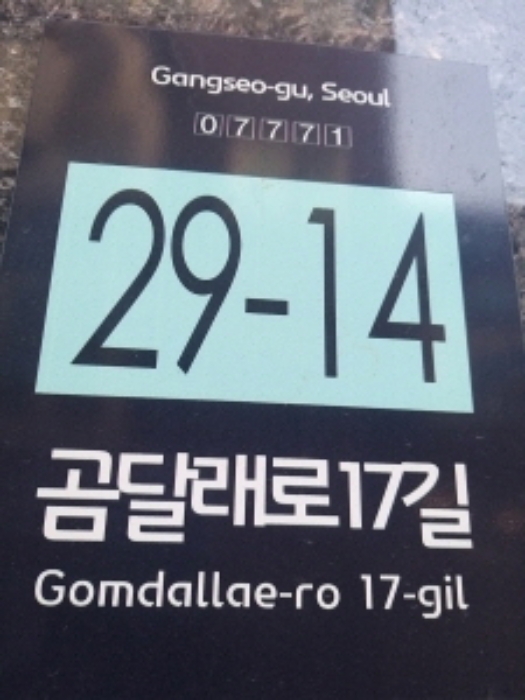 Gangseo-gu, Seoul
07771
29-14
곰달래로17길
Gomdallae-ro 17-gil